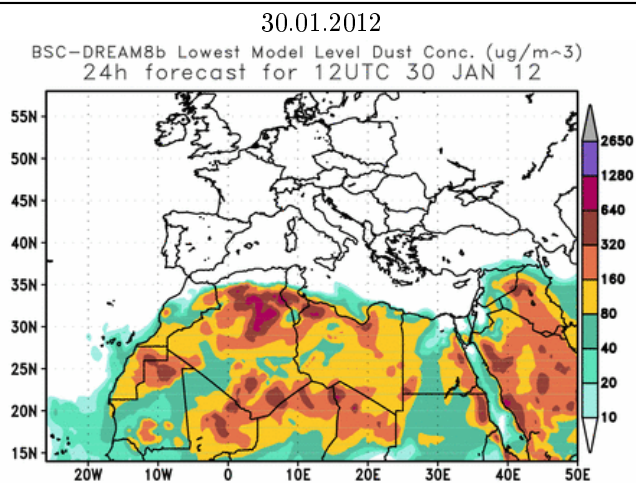 30.01.2012
BSC-DREAM8b Lowest Model Level Dust Conc. (ug/m^3)
24h forecast for 12UTC 30 JAN 12
55N
50N
45N
40N
35N
30N
25N
20N
15N
20W 10W 0 10E 20E 30E 40E 50E
2650
1280
640
320
160
80
40
20
10